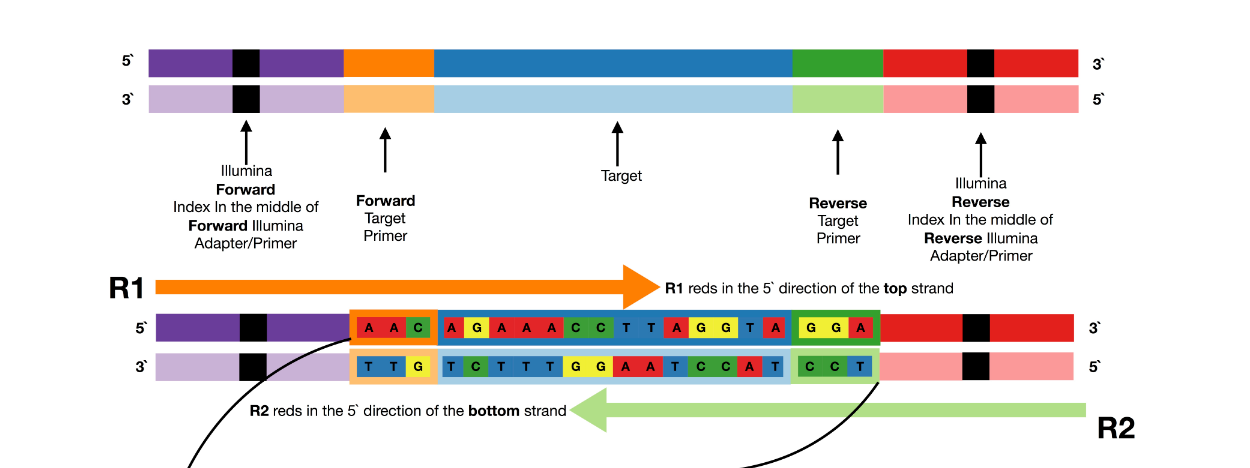 5` 3`
3` 5`
Illumina
Forward
Index In the middle of
Forward Illumina
Adapter/Primer
Forward
Target
Primer
Target
Reverse
Target
Primer
Illumina
Reverse
Index In the middle of
Reverse Illumina
Adapter/Primer
R1
R1 reds in the 5` direction of the top strand
5` A A C A G A A A C C T T A G G T A G G A 3`
3` T T G T C T T T G G A A T C C A T C C T 5`
R2 reds in the 5` direction of the bottom strand
R2